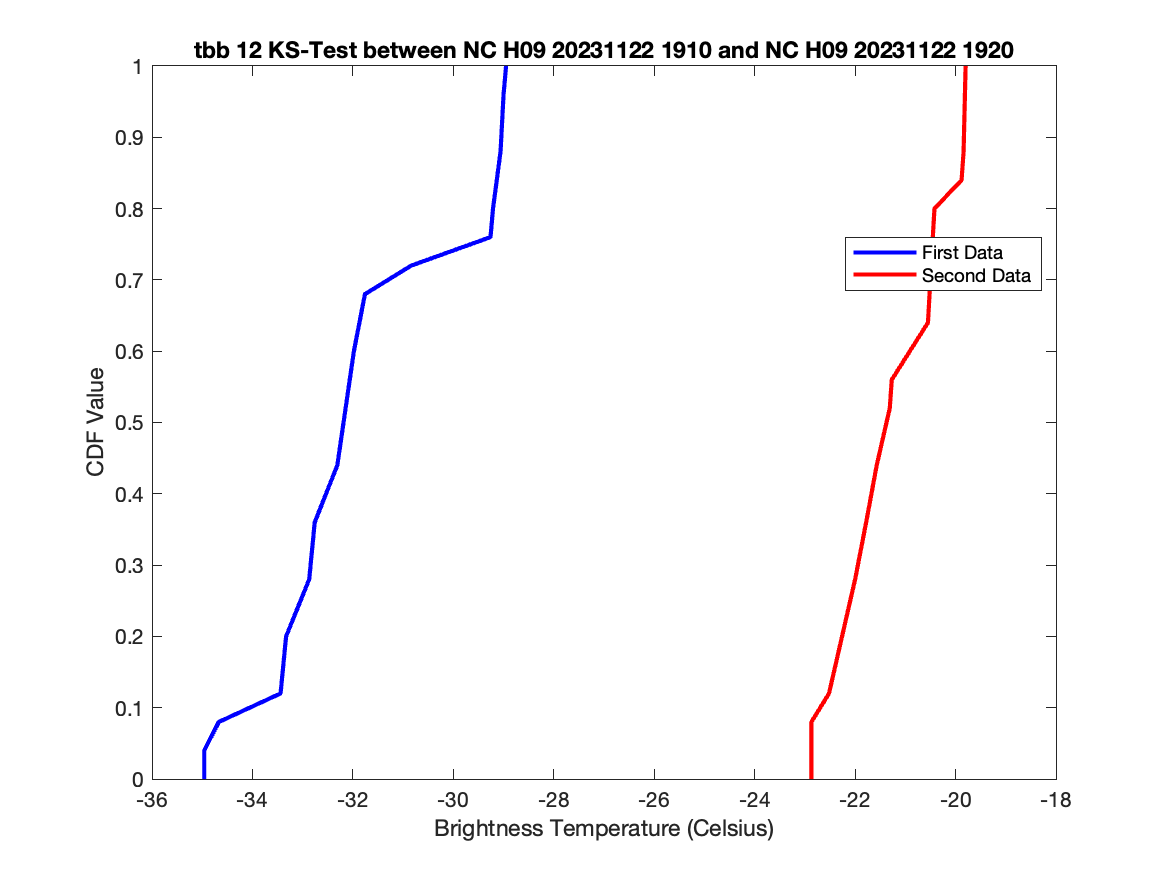 tbb 12 KS-Test between NC H09 20231122 1910 and NC H09 20231122 1920
1
0.9
0.8
0.7
0.6
0.5
0.4
0.3
0.2
0.1
0
CDF Value
First Data
Second Data
-36 -34 -32 -30 -28 -26 -24 -22 -20 -18
Brightness Temperature (Celsius)